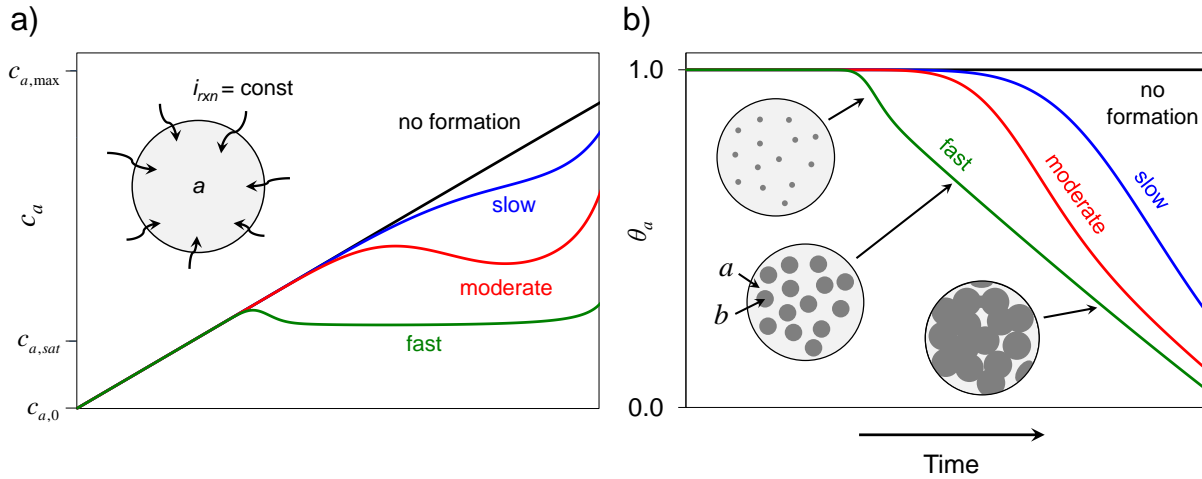 a)
c_a,max
i_rxn = const
no formation
a
slow
c_a
moderate
c_a,sat
fast
c_a,0
b)
1.0
no
formation
fast
moderate
slow
θ_a
a
b
0.0
Time